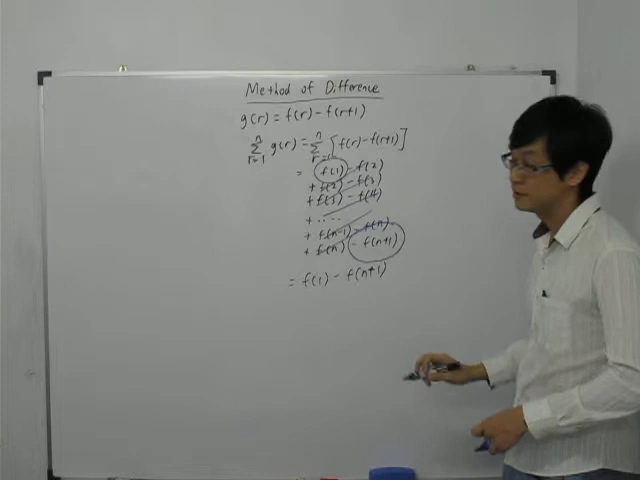 Method of Difference
g(r) = f(r) - f(r+1)
n∑r=1 g(r) = n∑r=1 [f(r) - f(r+1)]
= f(1) - f(2)
+ f(2) - f(3)
+ f(3) - f(4)
+ ....
+ f(n-1) - f(n)
+ f(n) - f(n+1)
= f(1) - f(n+1)